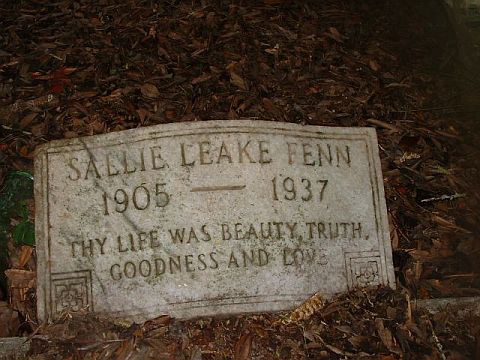 SALLIE LEAKE FENN
1905 — 1937
THY LIFE WAS BEAUTY, TRUTH,
GOODNESS AND LOVE